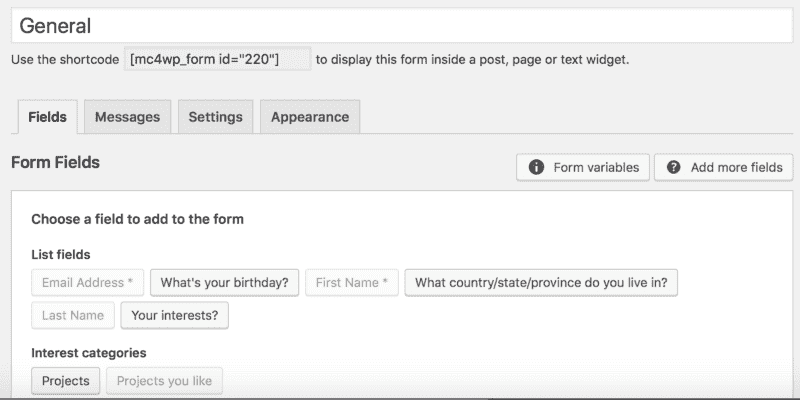 General
Use the shortcode [mc4wp_form id="220"] to display this form inside a post, page or text widget.
Fields Messages Settings Appearance
Form Fields Form variables Add more fields
Choose a field to add to the form
List fields
Email Address * What's your birthday? First Name * What country/state/province do you live in?
Last Name Your interests?
Interest categories
Projects Projects you like